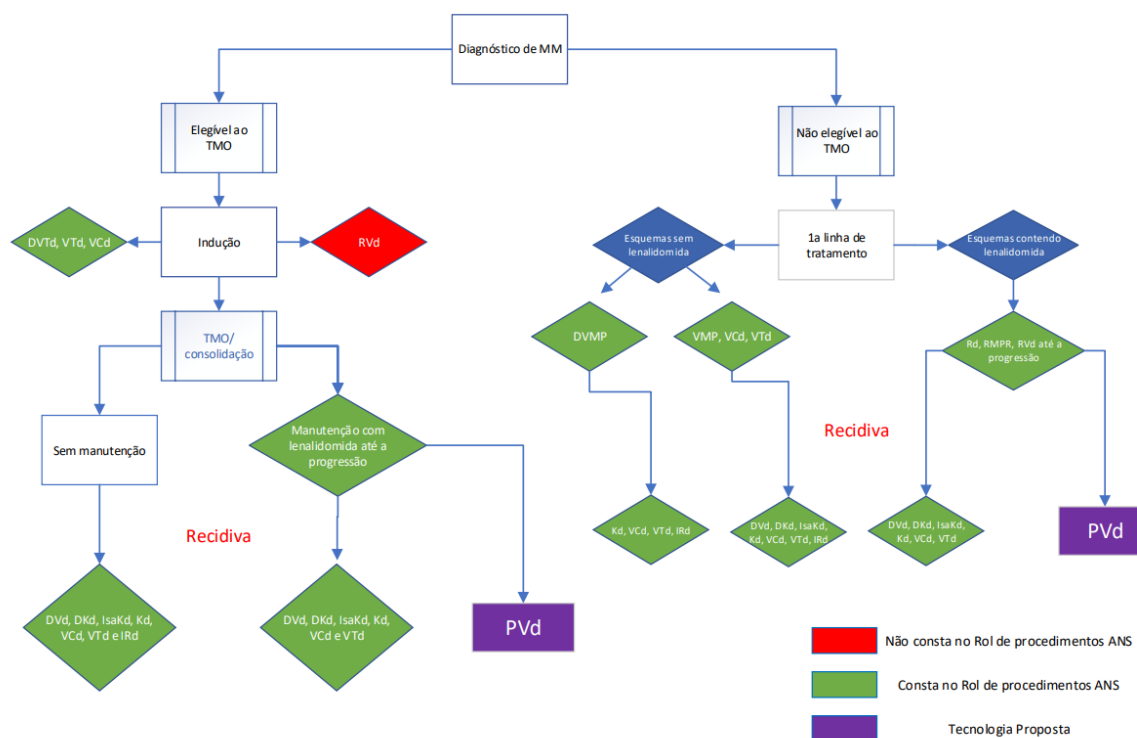 Diagnóstico de MM
Elegível ao
TMO
Não elegível ao
TMO
DVTd, VTd, VCd
Indução
RVd
Esquemas sem
lenalidomida
1a linha de
tratamento
Esquemas contendo
lenalidomida
TMO/
consolidação
DVMP
VMP, VCd, VTd
Rd, RMPR, RVd até a
progressão
Sem manutenção
Manutenção com
lenalidomida até a
progressão
Recidiva
Recidiva
Kd, VCd, VTd, IRd
DVd, DKd, IsaKd,
Kd, VCd, VTd, IRd
DVd, DKd, IsaKd,
Kd, VCd, VTd
PVd
DVd, DKd, IsaKd, Kd,
VCd, VTd e IRd
DVd, DKd, IsaKd, Kd,
VCd e VTd
PVd
Não consta no Rol de procedimentos ANS
Consta no Rol de procedimentos ANS
Tecnologia Proposta